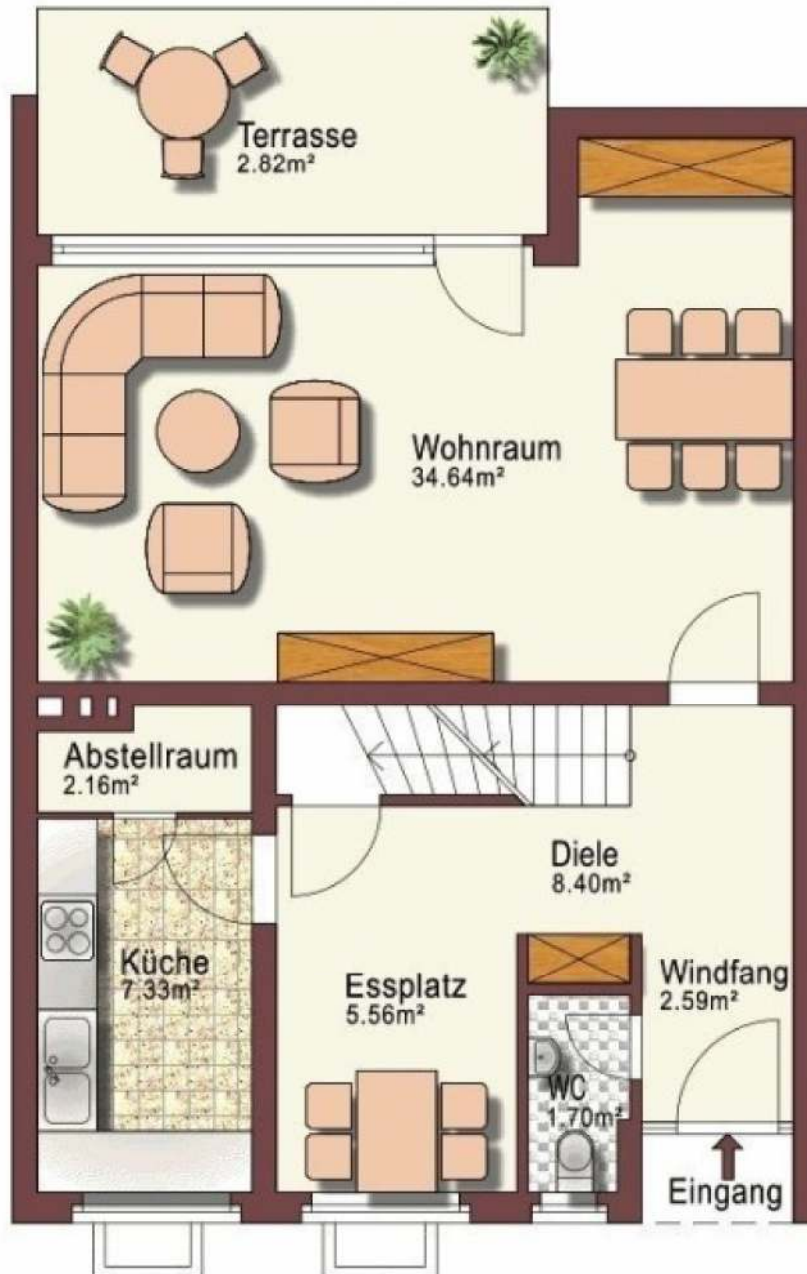 Terrasse
2.82m²
Wohnraum
34.64m²
Abstellraum
2.16m²
Diele
8.40m²
Küche
7.33m²
Essplatz
5.56m²
Windfang
2.59m²
WC
1.70m²
Eingang